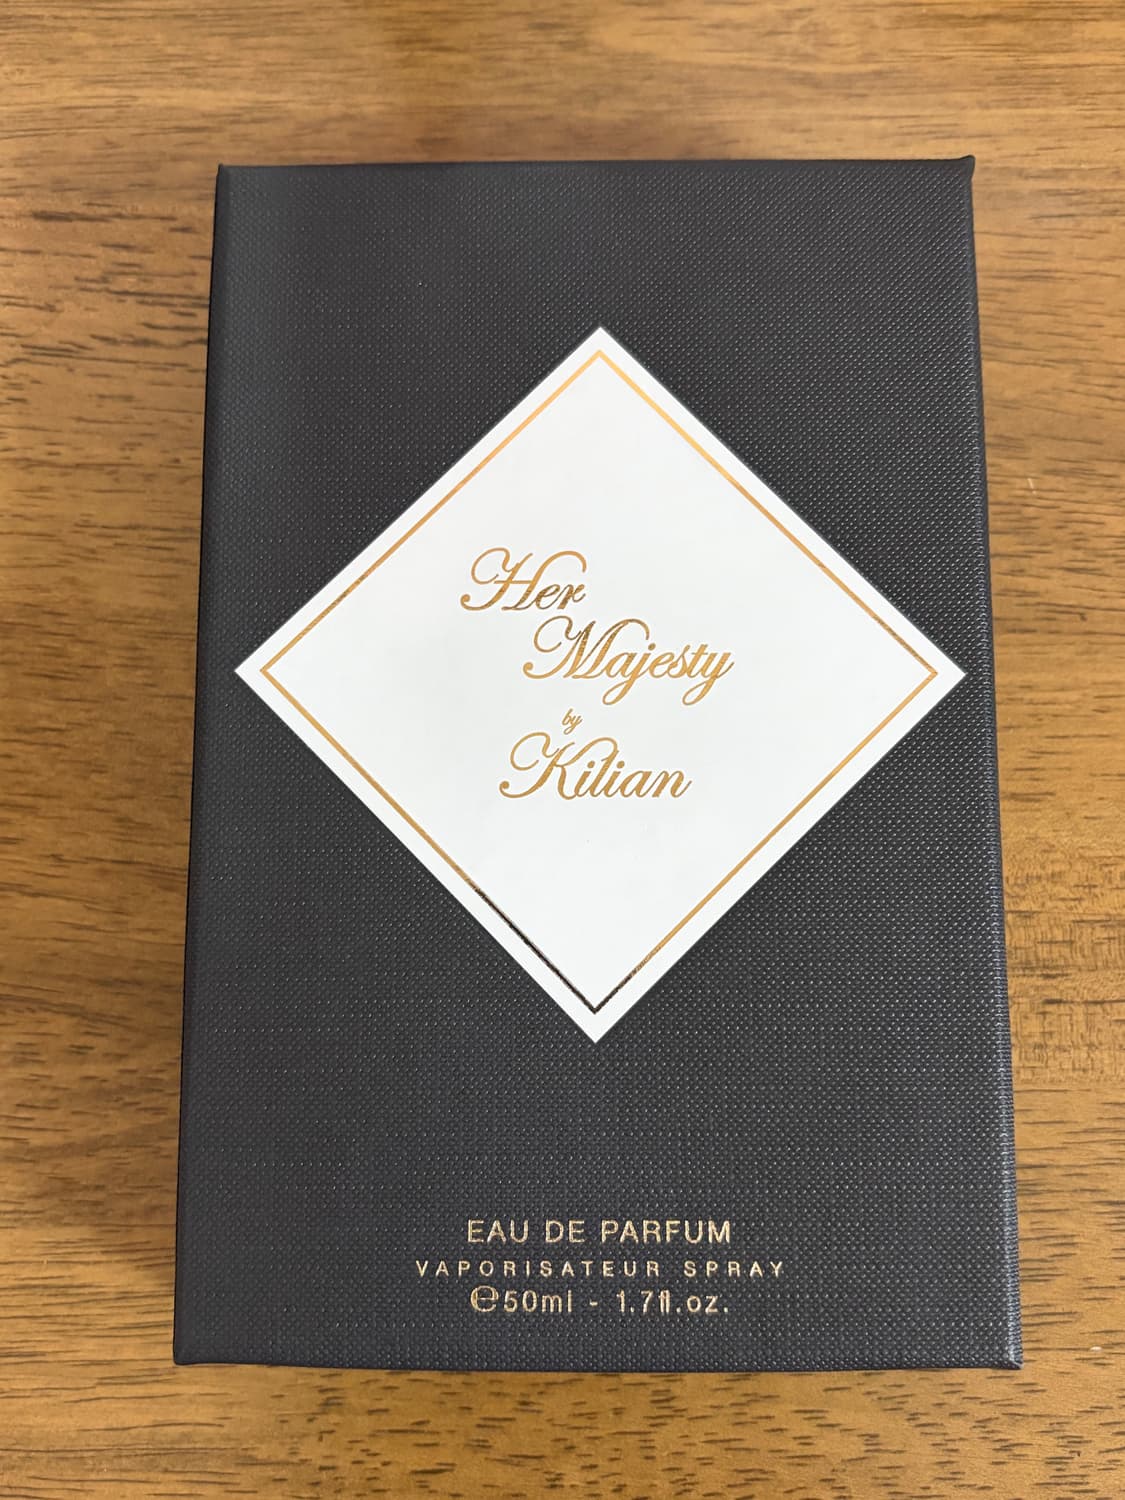 Her
Majesty
by
Kilian
EAU DE PARFUM
VAPORISATEUR SPRAY
℮50ml - 1.7fl.oz.